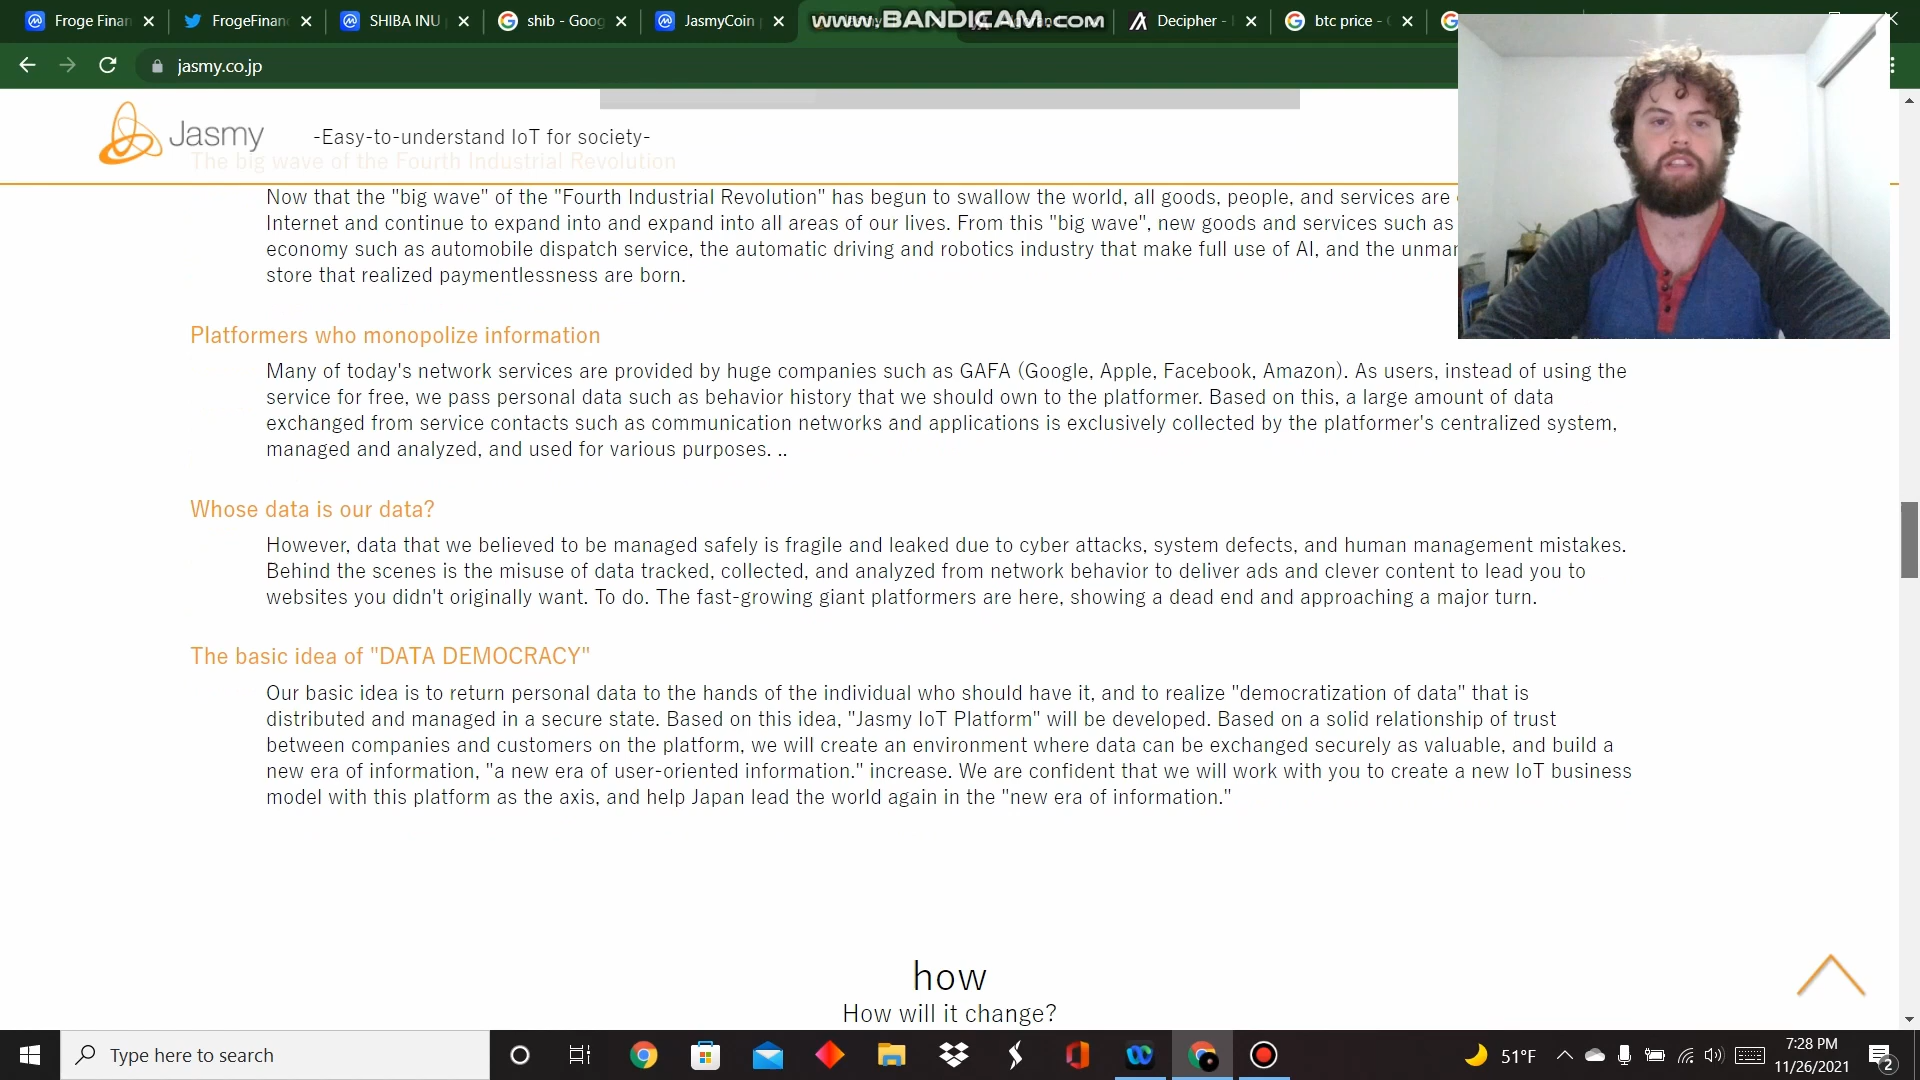 Froge Finan
FrogeFinan
SHIBA INU
shib - Goog
JasmyCoin
www.BANDICAM.com
Decipher -
btc price -
jasmy.co.jp
Jasmy
-Easy-to-understand IoT for society-
The big wave of the Fourth Industrial Revolution
Now that the "big wave" of the "Fourth Industrial Revolution" has begun to swallow the world, all goods, people, and services are
Internet and continue to expand into and expand into all areas of our lives. From this "big wave", new goods and services such as
economy such as automobile dispatch service, the automatic driving and robotics industry that make full use of AI, and the unmar
store that realized paymentlessness are born.
Platformers who monopolize information
Many of today's network services are provided by huge companies such as GAFA (Google, Apple, Facebook, Amazon). As users, instead of using the
service for free, we pass personal data such as behavior history that we should own to the platformer. Based on this, a large amount of data
exchanged from service contacts such as communication networks and applications is exclusively collected by the platformer's centralized system,
managed and analyzed, and used for various purposes. ..
Whose data is our data?
However, data that we believed to be managed safely is fragile and leaked due to cyber attacks, system defects, and human management mistakes.
Behind the scenes is the misuse of data tracked, collected, and analyzed from network behavior to deliver ads and clever content to lead you to
websites you didn't originally want. To do. The fast-growing giant platformers are here, showing a dead end and approaching a major turn.
The basic idea of "DATA DEMOCRACY"
Our basic idea is to return personal data to the hands of the individual who should have it, and to realize "democratization of data" that is
distributed and managed in a secure state. Based on this idea, "Jasmy IoT Platform" will be developed. Based on a solid relationship of trust
between companies and customers on the platform, we will create an environment where data can be exchanged securely as valuable, and build a
new era of information, "a new era of user-oriented information." increase. We are confident that we will work with you to create a new IoT business
model with this platform as the axis, and help Japan lead the world again in the "new era of information."
how
How will it change?
Type here to search
51°F
7:28 PM
11/26/2021
2